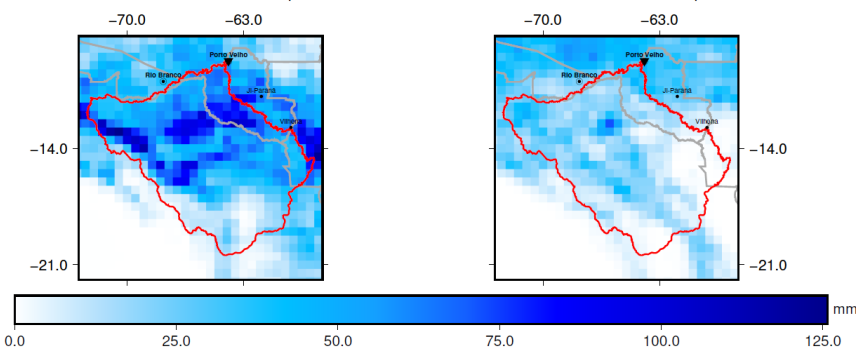 −70.0 −63.0 −70.0 −63.0
Porto Velho Porto Velho
Rio Branco Rio Branco
Ji-Paraná Ji-Paraná
Vilhena Vilhena
−14.0 −14.0
−21.0 −21.0
mm
0.0 25.0 50.0 75.0 100.0 125.0